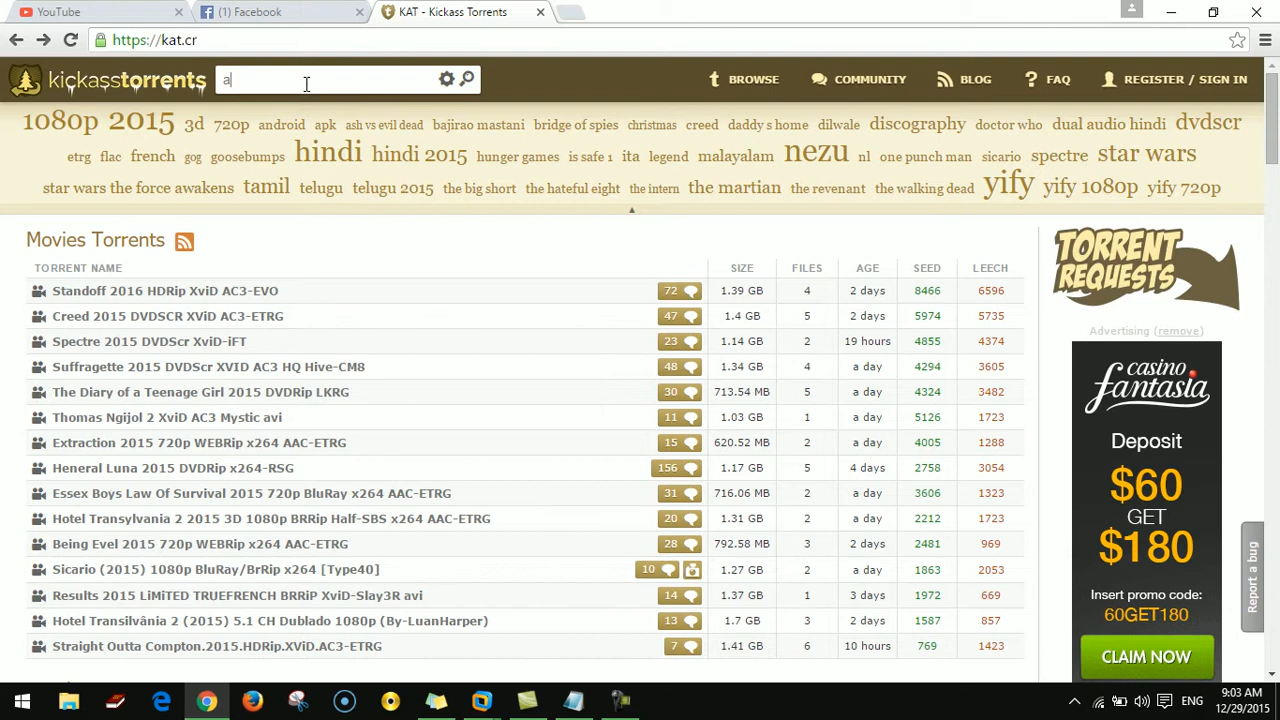 YouTube
(1) Facebook
KAT - Kickass Torrents
https://kat.cr
kickasstorrents
a
BROWSE
COMMUNITY
BLOG
? FAQ
REGISTER / SIGN IN
1080p 2015 3d 720p android apk ash vs evil dead bajirao mastani bridge of spies christmas creed daddy s home dilwale discography doctor who dual audio hindi dvdscr
etrg flac french gog goosebumps hindi hindi 2015 hunger games is safe 1 ita legend malayalam nezu nl one punch man sicario spectre star wars
star wars the force awakens tamil telugu telugu 2015 the big short the hateful eight the intern the martian the revenant the walking dead yify yify 1080p yify 720p
Movies Torrents
TORRENT NAME SIZE FILES AGE SEED LEECH
Standoff 2016 HDRip XviD AC3-EVO 72 1.39 GB 4 2 days 8466 6596
Creed 2015 DVDSCR XViD AC3-ETRG 47 1.4 GB 5 2 days 5974 5735
Spectre 2015 DVDScr XviD-iFT 23 1.14 GB 2 19 hours 4855 4374
Suffragette 2015 DVDScr XVID AC3 HQ Hive-CM8 48 1.34 GB 4 a day 4294 3605
The Diary of a Teenage Girl 2015 DVDRip LKRG 30 713.54 MB 5 a day 4324 3482
Thomas Ngijol 2 XviD AC3 Mystic avi 11 1.03 GB 1 a day 5126 1723
Extraction 2015 720p WEBRip x264 AAC-ETRG 15 620.52 MB 2 a day 4005 1288
Heneral Luna 2015 DVDRip x264-RSG 156 1.17 GB 5 4 days 2758 3054
Essex Boys Law Of Survival 2015 720p BluRay x264 AAC-ETRG 31 716.06 MB 2 a day 3606 1323
Hotel Transylvania 2 2015 3D 1080p BRRip Half-SBS x264 AAC-ETRG 20 1.31 GB 2 a day 2212 1723
Being Evel 2015 720p WEBRip x264 AAC-ETRG 28 792.58 MB 3 2 days 2481 969
Sicario (2015) 1080p BluRay/BrRip x264 [Type40] 10 1.27 GB 2 a day 1863 2053
Results 2015 LiMiTED TRUEFRENCH BRRiP XviD-Slay3R avi 14 1.37 GB 1 3 days 1972 669
Hotel Transilvânia 2 (2015) 5.1 CH Dublado 1080p (By-LuanHarper) 13 1.7 GB 3 2 days 1587 857
Straight Outta Compton.2015.HDRip.XViD.AC3-ETRG 7 1.41 GB 6 10 hours 769 1423
TORRENT
REQUESTS
Advertising (remove)
casino
fantasia
Deposit
$60
GET
$180
Insert promo code:
60GET180
CLAIM NOW
Report a bug
ENG
9:03 AM
12/29/2015